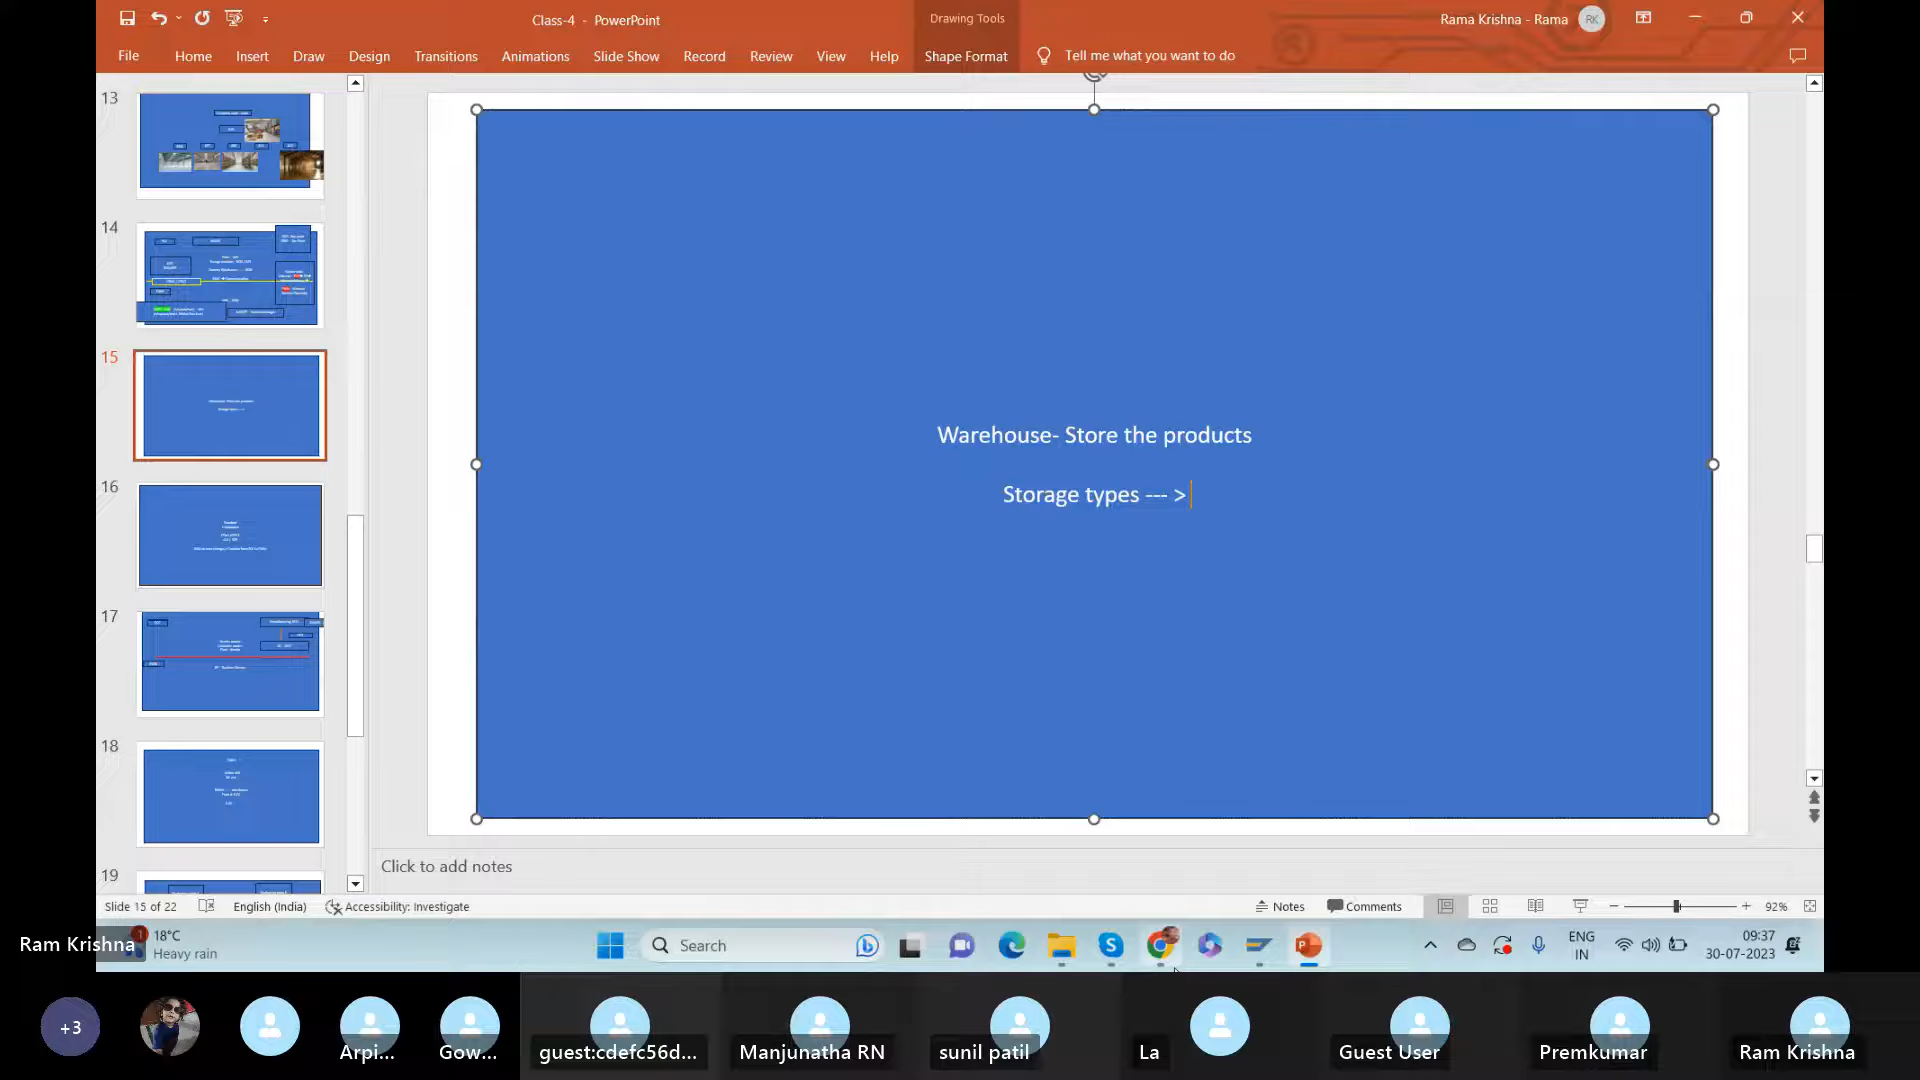 Class-4 - PowerPoint
Drawing Tools
Rama Krishna - Rama
RK
File
Home
Insert
Draw
Design
Transitions
Animations
Slide Show
Record
Review
View
Help
Shape Format
Tell me what you want to do
13
14
15
16
17
18
19
Warehouse- Store the products
Storage types --- >
Click to add notes
Slide 15 of 22
English (India)
Accessibility: Investigate
Notes
Comments
92%
1
18°C
Heavy rain
Search
ENG
IN
09:37
30-07-2023
Ram Krishna
+3
Arpi...
Gow...
guest:cdefc56d...
Manjunatha RN
sunil patil
La
Guest User
Premkumar
Ram Krishna